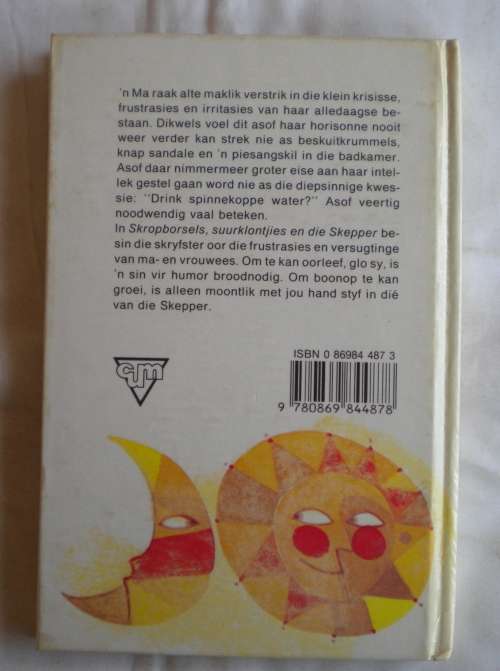 'n Ma raak alte maklik verstrik in die klein krisisse,
frustrasies en irritasies van haar alledaagse be-
staan. Dikwels voel dit asof haar horisonne nooit
weer verder kan strek nie as beskuitkrummels,
knap sandale en 'n piesangskil in die badkamer.
Asof daar nimmermeer groter eise aan haar intel-
lek gestel gaan word nie as die diepsinnige kwes-
sie: "Drink spinnekoppe water?" Asof veertig
noodwendig vaal beteken.
In Skropborsels, suurklontjies en die Skepper be-
sin die skryfster oor die frustrasies en versugtinge
van ma- en vrouwees. Om te kan oorleef, glo sy, is
'n sin vir humor broodnodig. Om boonop te kan
groei, is alleen moontlik met jou hand styf in dié
van die Skepper.
cum
ISBN 0 86984 487 3
9 780869 844878